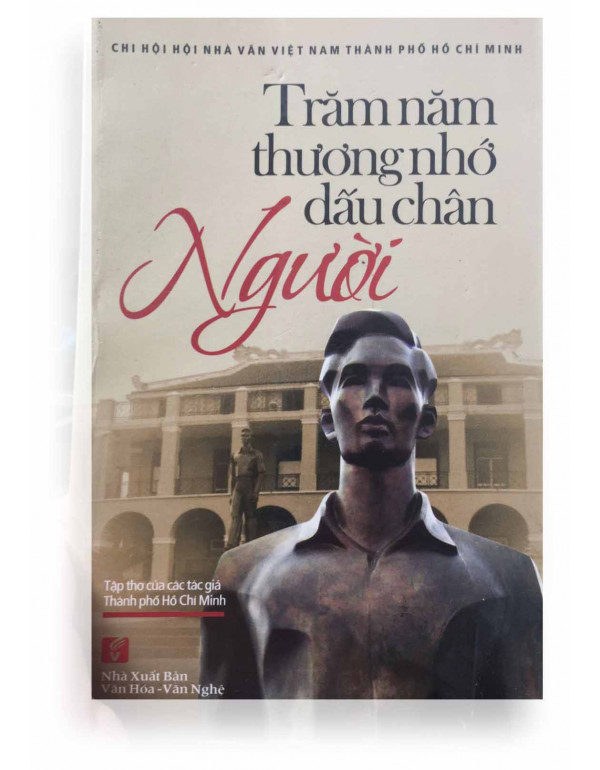 CHI HỘI HỘI NHÀ VĂN VIỆT NAM THÀNH PHỐ HỒ CHÍ MINH
Trăm năm
thương nhớ
dấu chân
Người
Tập thơ của các tác giả
Thành phố Hồ Chí Minh
Nhà Xuất Bản
Văn Hóa - Văn Nghệ